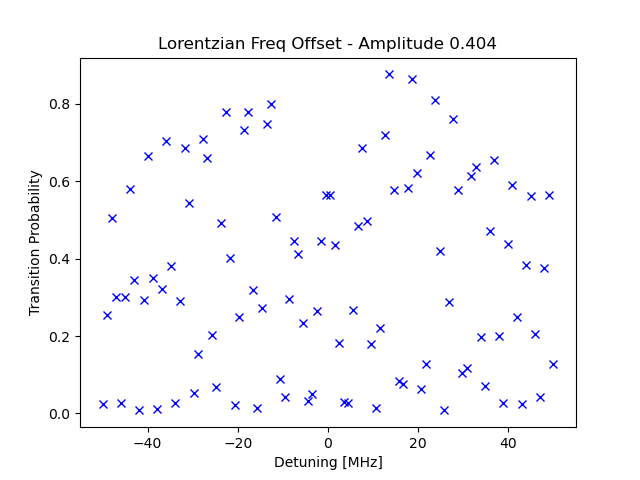 Lorentzian Freq Offset - Amplitude 0.404
Transition Probability
0.8
0.6
0.4
0.2
0.0
−40 −20 0 20 40
Detuning [MHz]